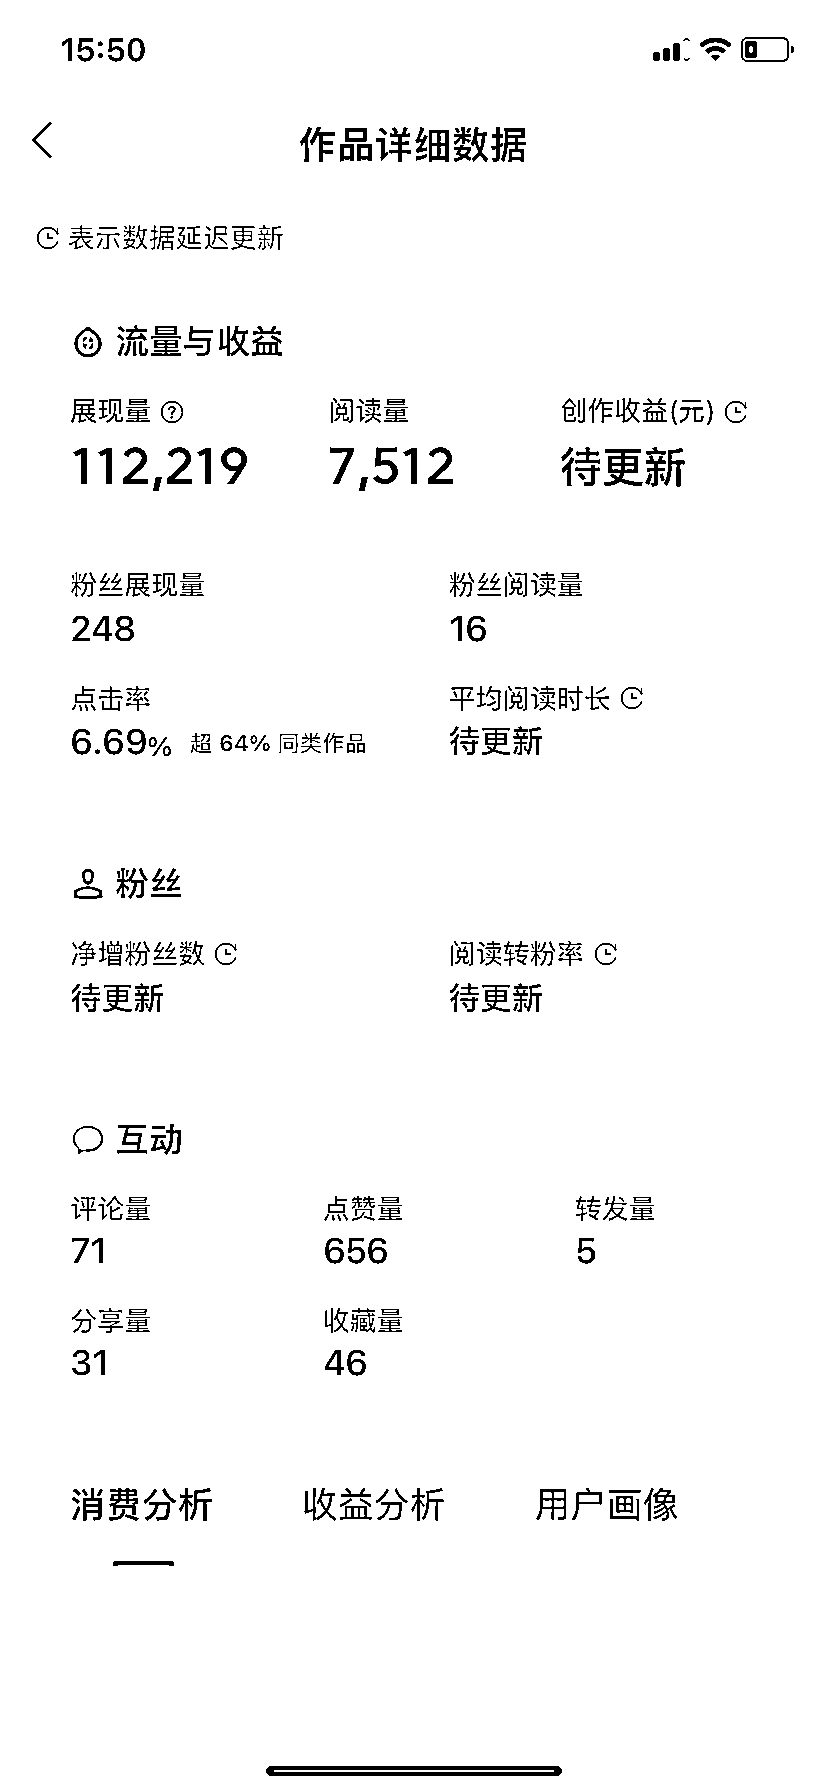 15:50
作品详细数据
表示数据延迟更新
流量与收益
展现量 阅读量 创作收益(元)
112,219 7,512 待更新
粉丝展现量 粉丝阅读量
248 16
点击率 平均阅读时长
6.69% 超 64% 同类作品 待更新
粉丝
净增粉丝数 阅读转粉率
待更新 待更新
互动
评论量 点赞量 转发量
71 656 5
分享量 收藏量
31 46
消费分析 收益分析 用户画像